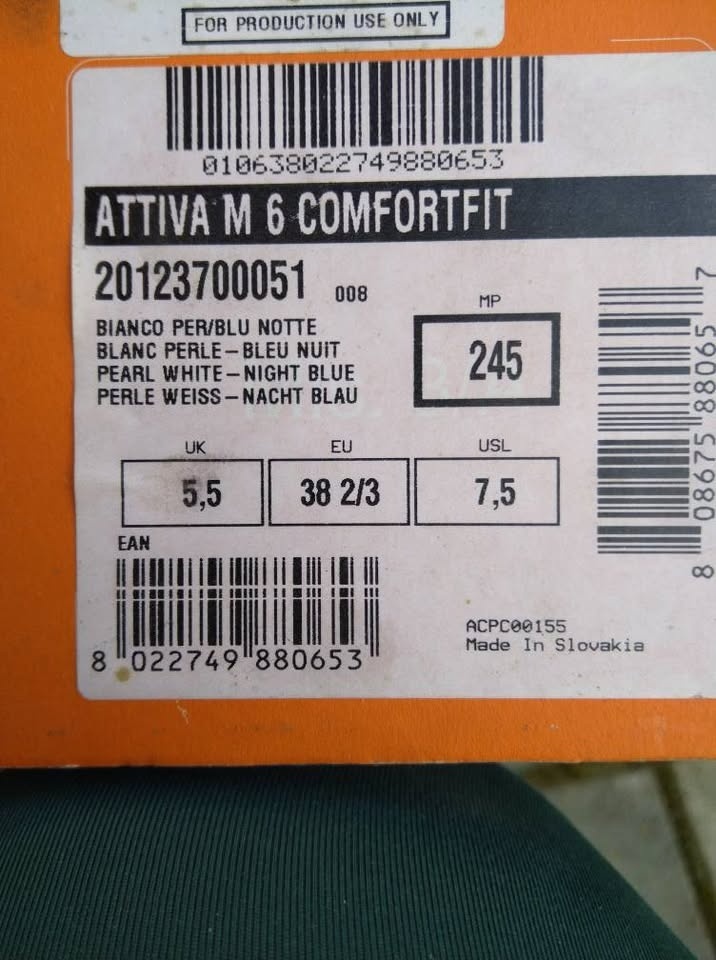 FOR PRODUCTION USE ONLY
010638022749880653
ATTIVA M 6 COMFORTFIT
20123700051 008
BIANCO PER/BLU NOTTE
BLANC PERLE–BLEU NUIT
PEARL WHITE–NIGHT BLUE
PERLE WEISS–NACHT BLAU
MP
245
UK EU USL
5,5 38 2/3 7,5
EAN
8 022749 880653
ACPC00155
Made In Slovakia
8 08675 88065 7